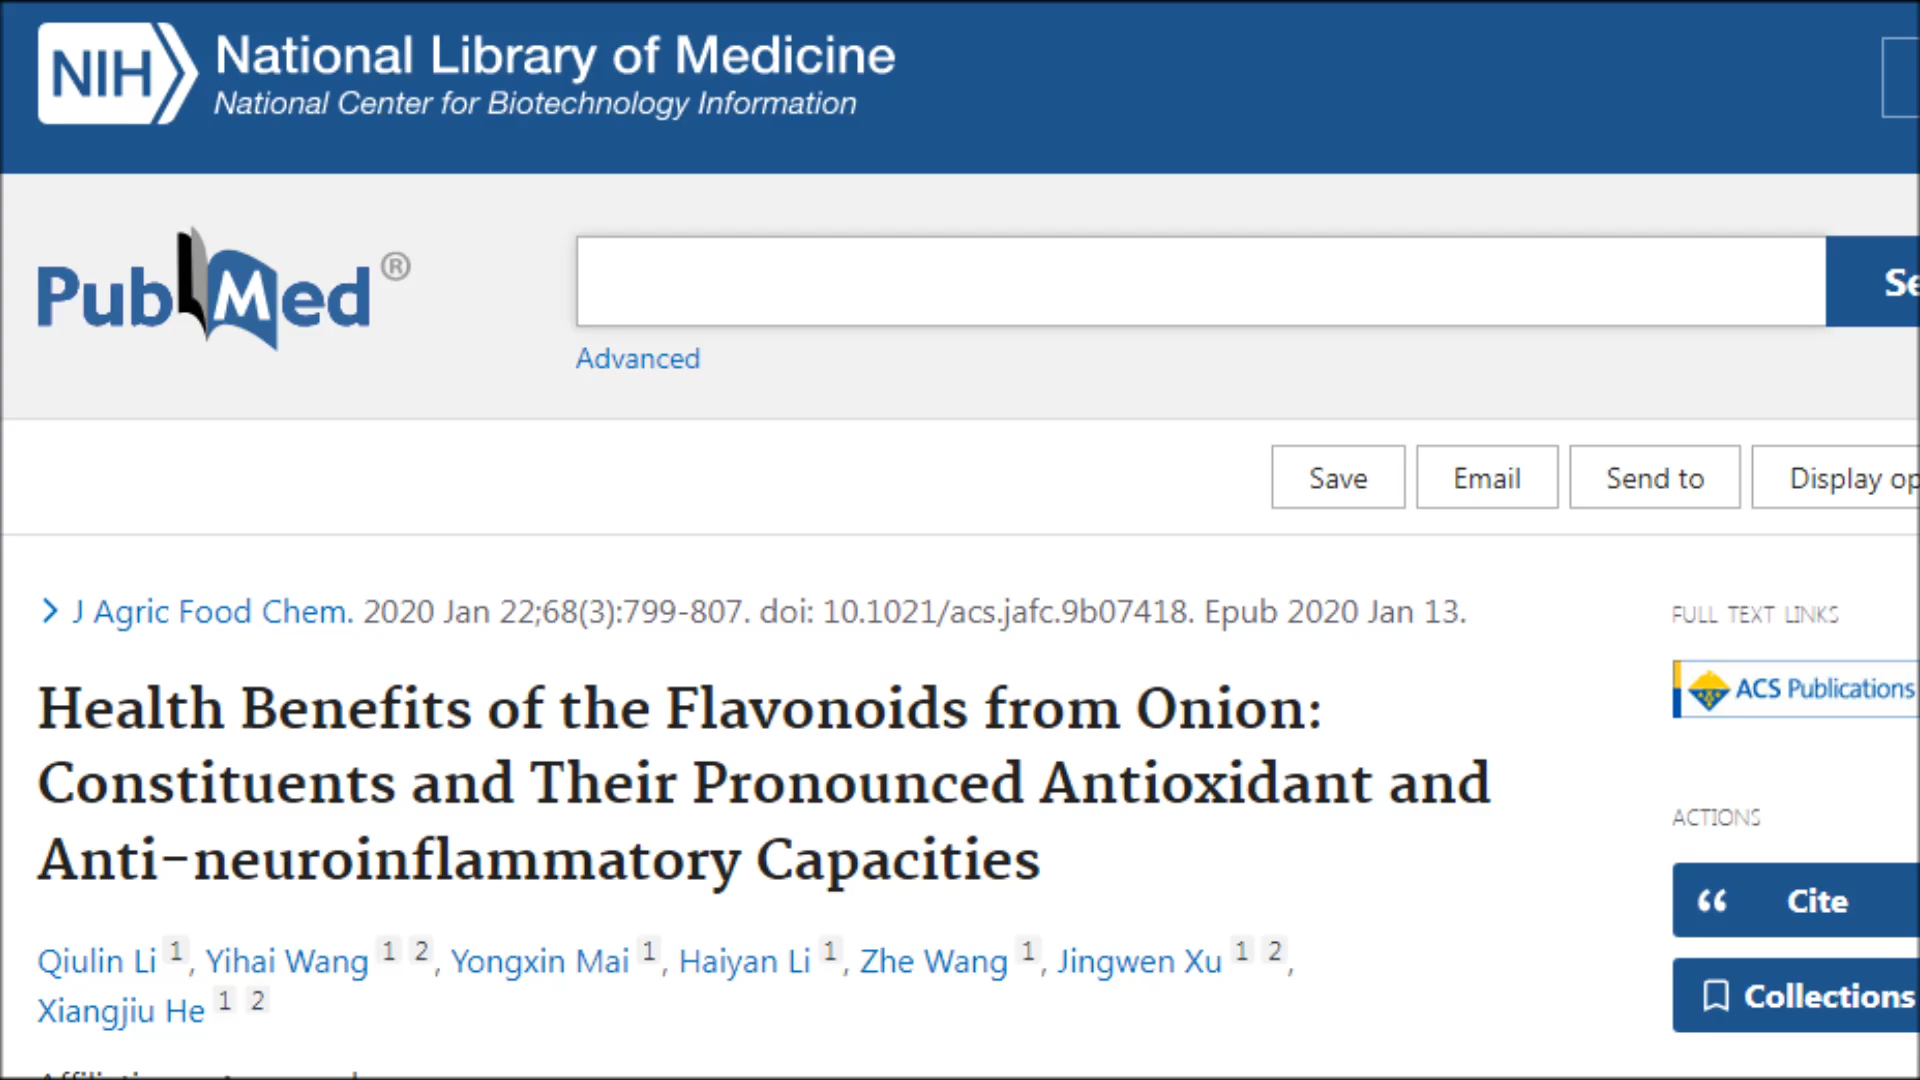 NIH National Library of Medicine
National Center for Biotechnology Information
PubMed®
Se
Advanced
Save Email Send to Display op
J Agric Food Chem. 2020 Jan 22;68(3):799-807. doi: 10.1021/acs.jafc.9b07418. Epub 2020 Jan 13.
FULL TEXT LINKS
ACS Publications
Health Benefits of the Flavonoids from Onion:
Constituents and Their Pronounced Antioxidant and
Anti-neuroinflammatory Capacities
ACTIONS
Cite
Qiulin Li 1, Yihai Wang 1 2, Yongxin Mai 1, Haiyan Li 1, Zhe Wang 1, Jingwen Xu 1 2,
Xiangjiu He 1 2
Collections